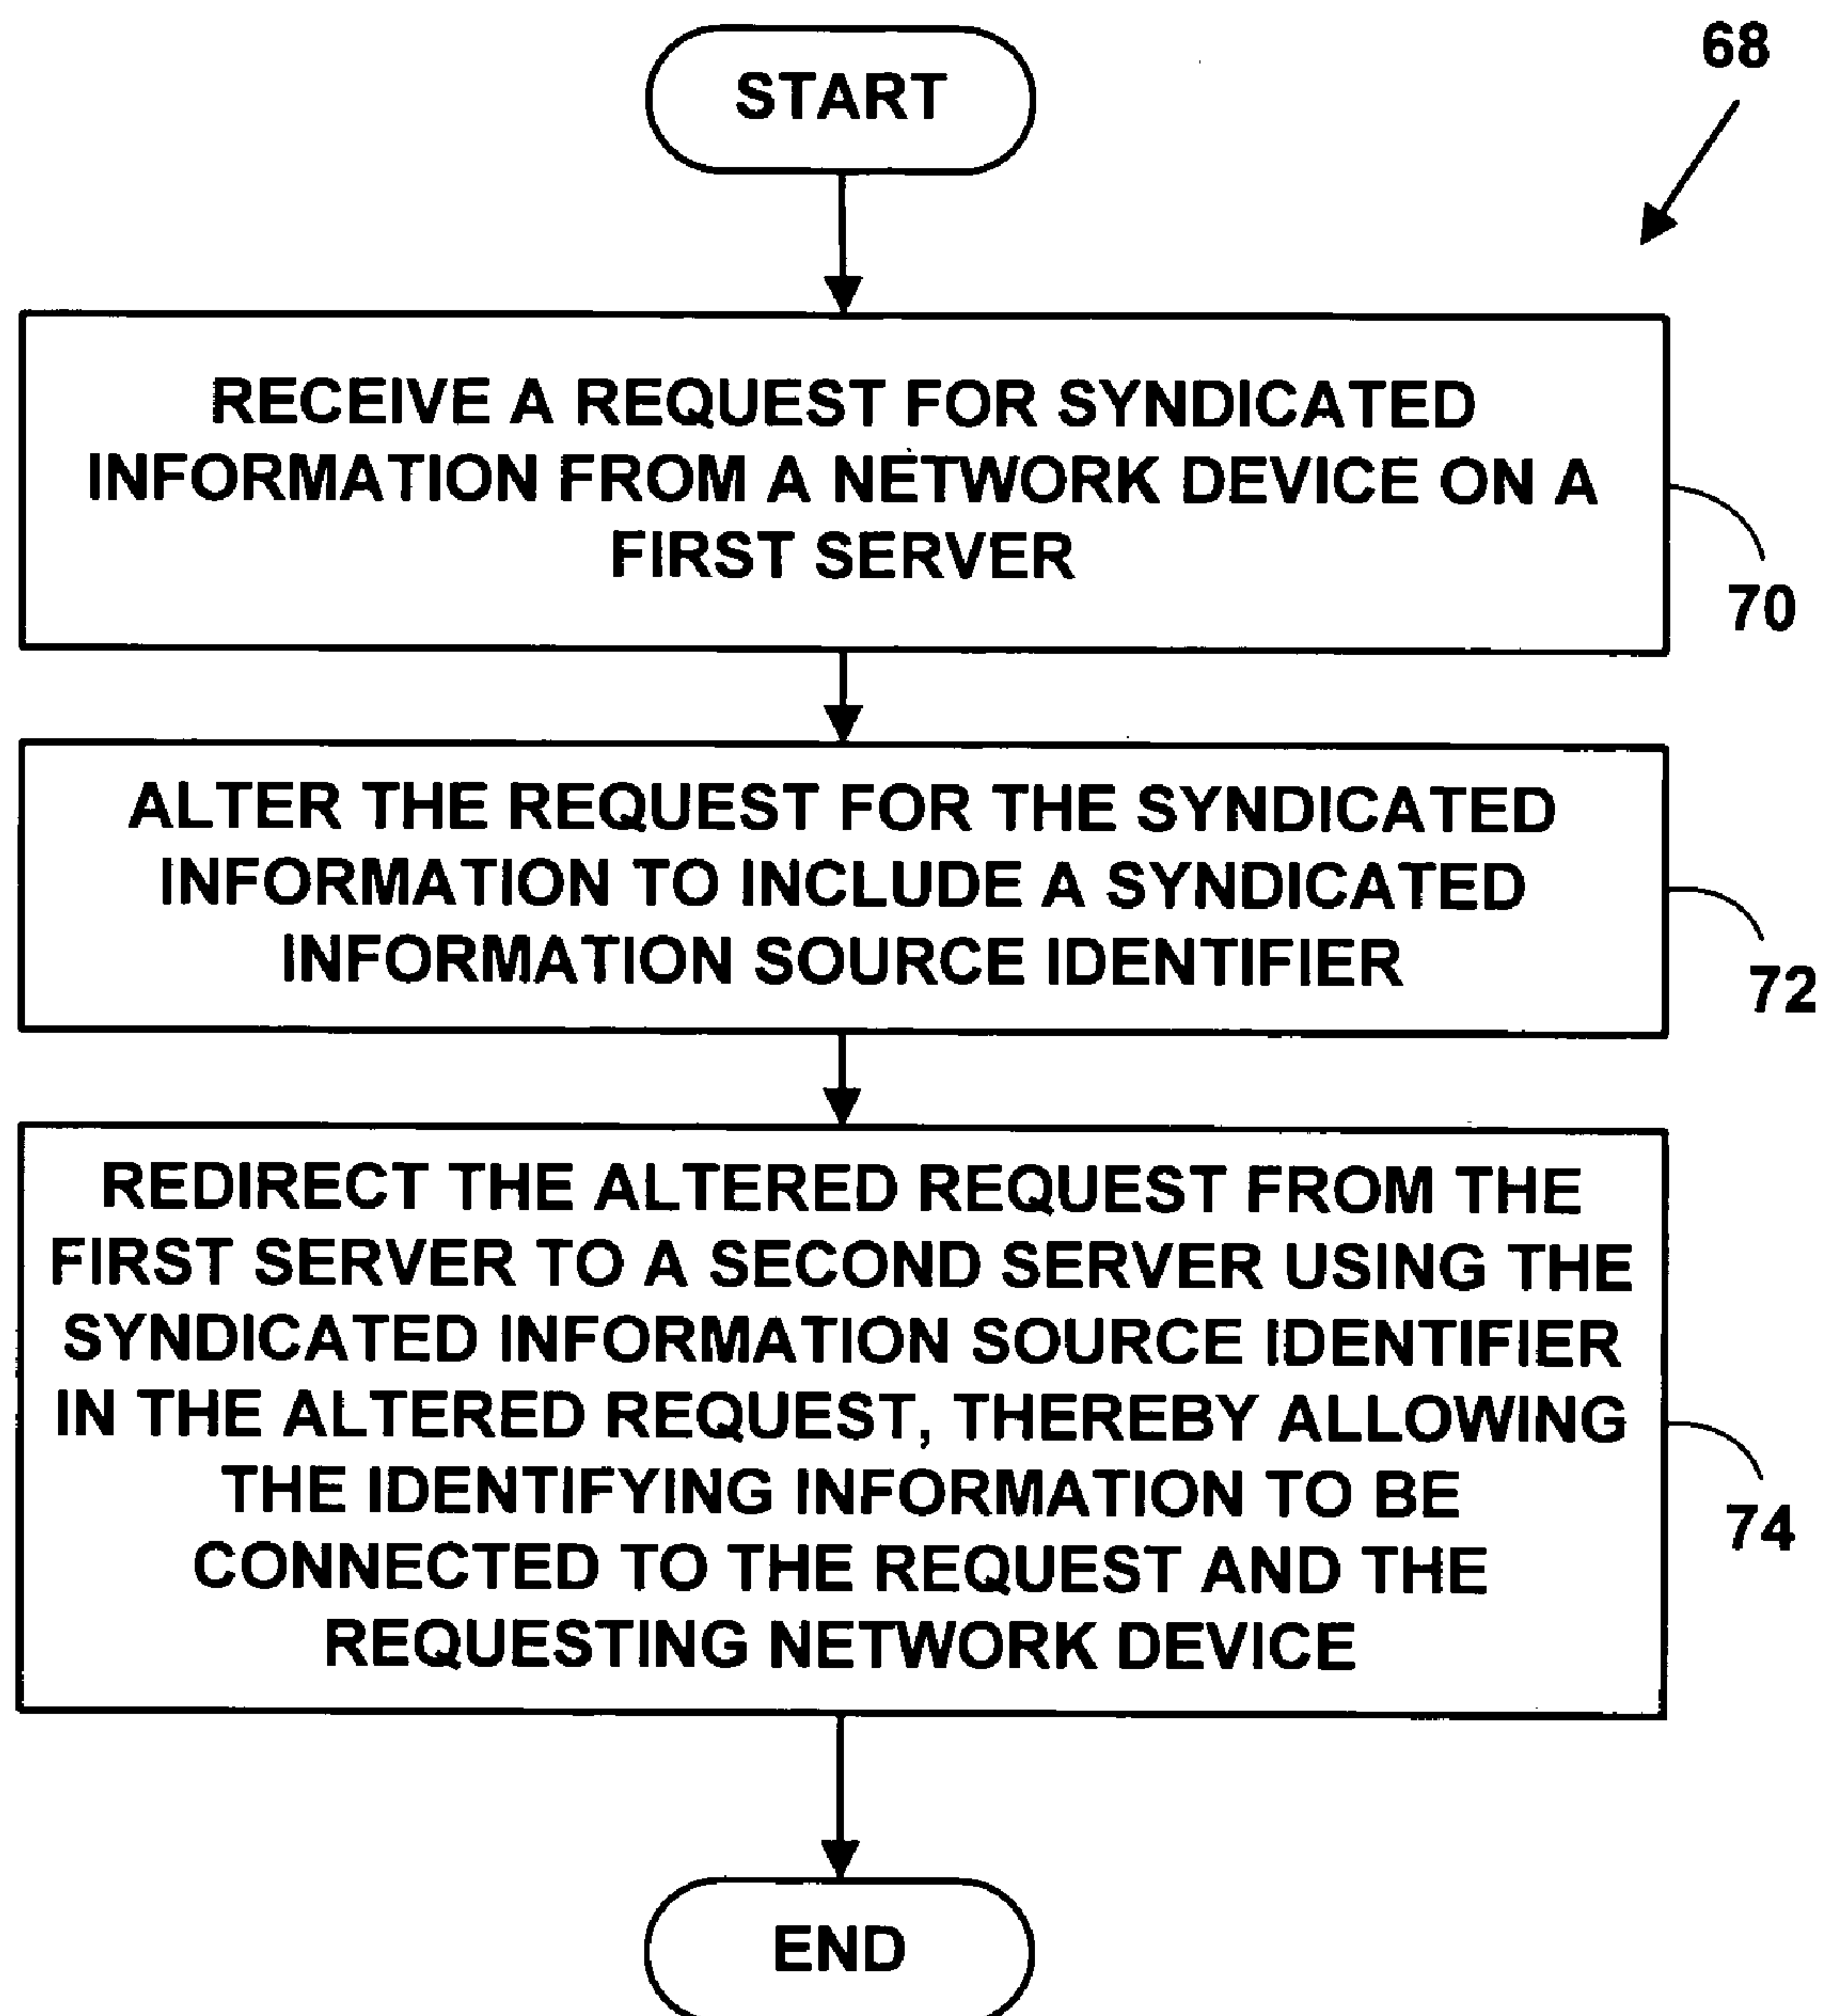 START
68
RECEIVE A REQUEST FOR SYNDICATED
INFORMATION FROM A NETWORK DEVICE ON A
FIRST SERVER
70
ALTER THE REQUEST FOR THE SYNDICATED
INFORMATION TO INCLUDE A SYNDICATED
INFORMATION SOURCE IDENTIFIER
72
REDIRECT THE ALTERED REQUEST FROM THE
FIRST SERVER TO A SECOND SERVER USING THE
SYNDICATED INFORMATION SOURCE IDENTIFIER
IN THE ALTERED REQUEST, THEREBY ALLOWING
THE IDENTIFYING INFORMATION TO BE
CONNECTED TO THE REQUEST AND THE
REQUESTING NETWORK DEVICE
74
END